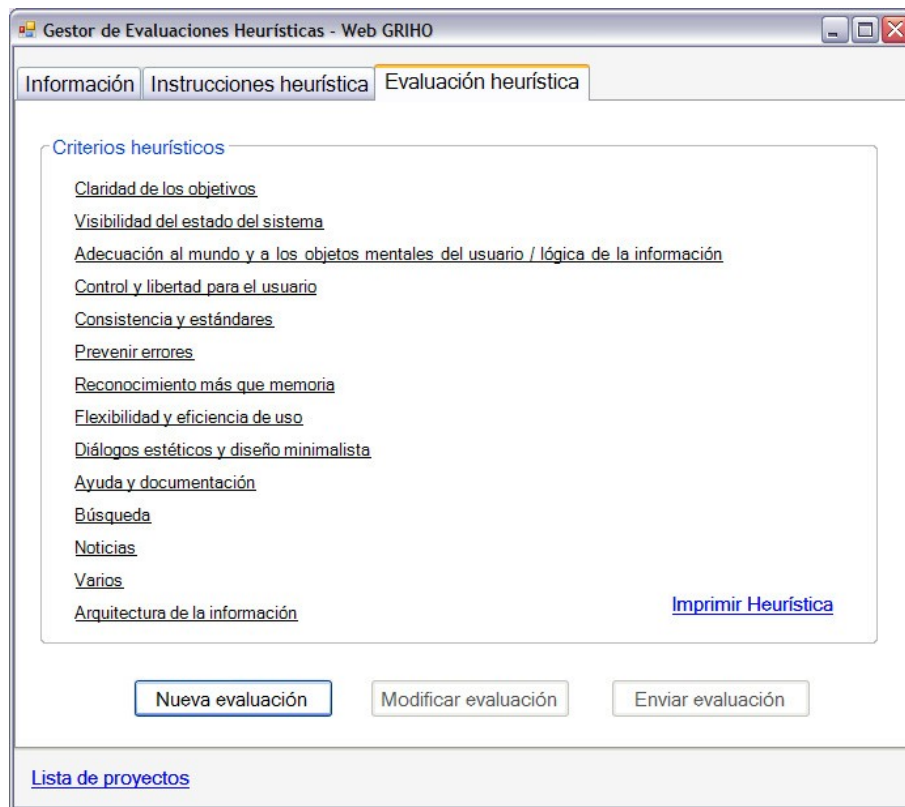 Gestor de Evaluaciones Heurísticas - Web GRIHO
Información Instrucciones heurística Evaluación heurística
Criterios heurísticos
Claridad de los objetivos
Visibilidad del estado del sistema
Adecuación al mundo y a los objetos mentales del usuario / lógica de la información
Control y libertad para el usuario
Consistencia y estándares
Prevenir errores
Reconocimiento más que memoria
Flexibilidad y eficiencia de uso
Diálogos estéticos y diseño minimalista
Ayuda y documentación
Búsqueda
Noticias
Varios
Arquitectura de la información
Imprimir Heurística
Nueva evaluación Modificar evaluación Enviar evaluación
Lista de proyectos